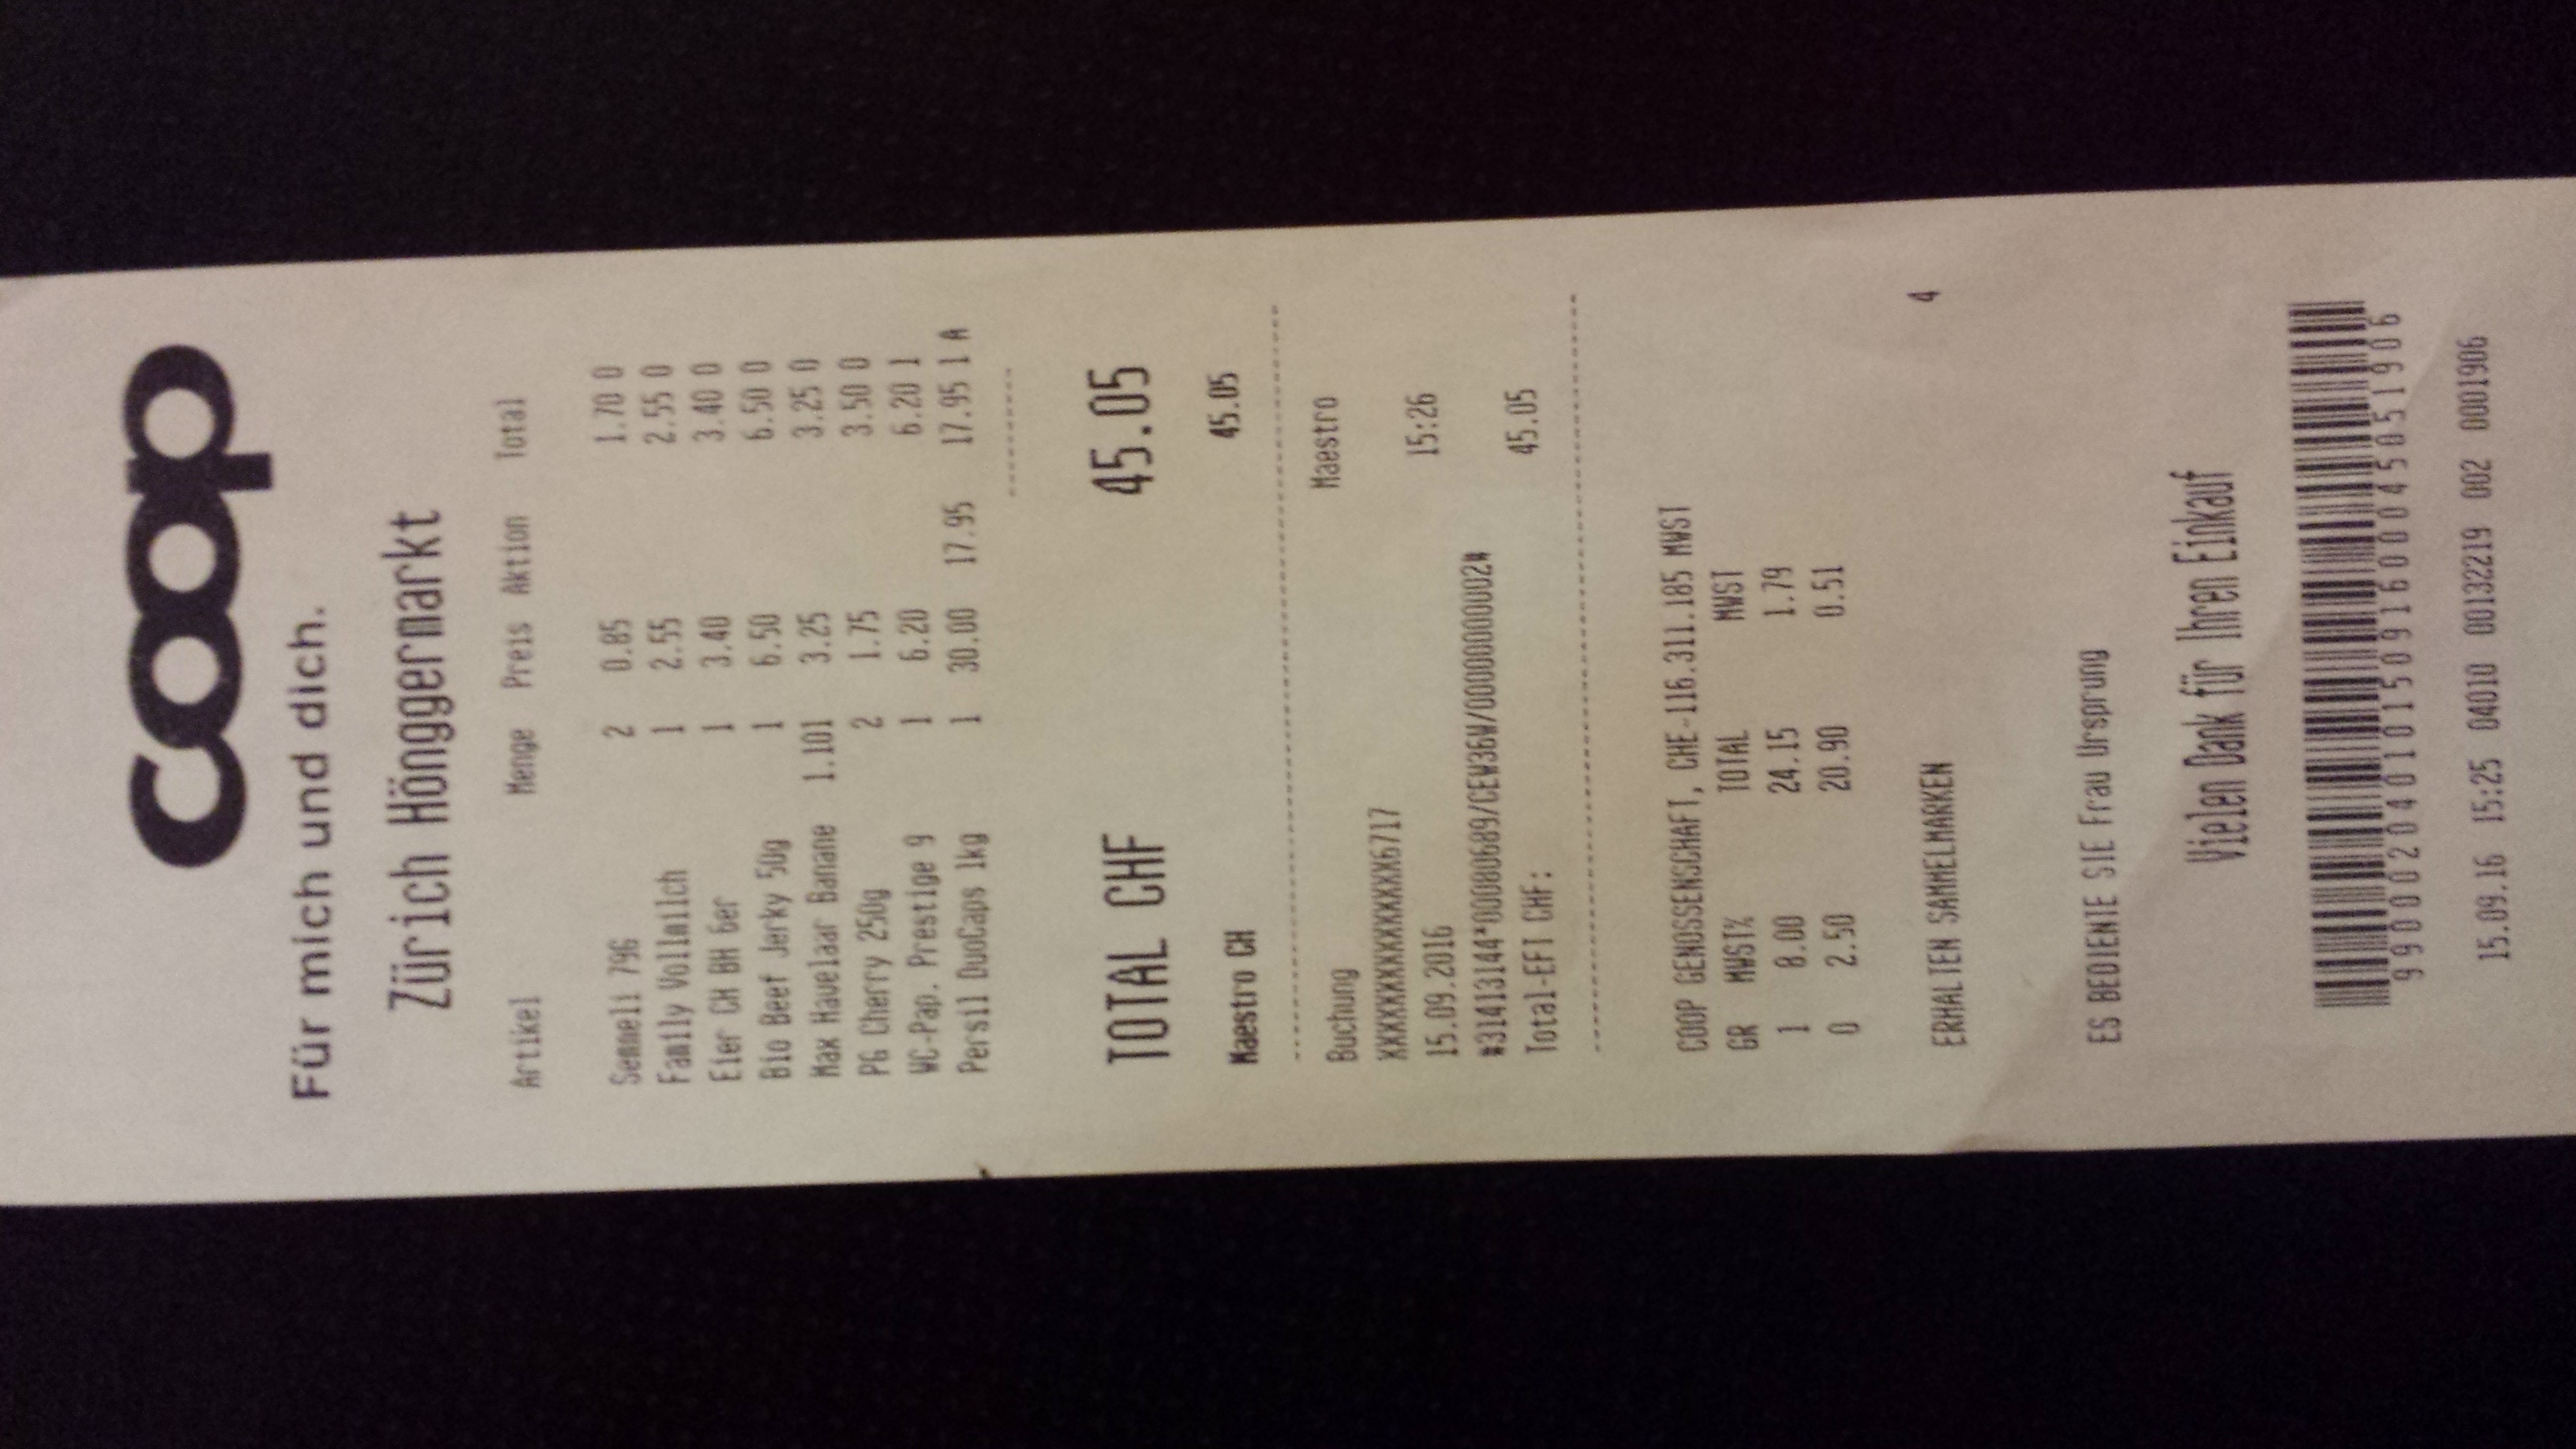 coop
Für mich und dich.
Zürich Hönggermarkt
Artikel Menge Preis Aktion Total
Semmeli 79G 2 0.85 1.70 0
Family Vollmilch 1 2.55 2.55 0
Eier CH BH 6er 1 3.40 3.40 0
Bio Beef Jerky 50g 1 6.50 6.50 0
Max Havelaar Banane 1.101 3.25 3.25 0
PG Cherry 250g 2 1.75 3.50 0
WC-Pap. Prestige 9 1 6.20 6.20 1
Persil DuoCaps 1kg 1 30.00 17.95 17.95 1 A
TOTAL CHF 45.05
Maestro CH 45.05
Buchung Maestro
XXXXXXXXXXXXXXX6717
15.09.2016 15:26
#31413144*00080689/CEW36W/00000000002#
Total-EFT CHF: 45.05
COOP GENOSSENSCHAFT, CHE-116.311.185 MWST
GR MWST% TOTAL MWST
1 8.00 24.15 1.79
0 2.50 20.90 0.51
ERHALTEN SAMMELMARKEN 4
ES BEDIENTE SIE Frau Ursprung
Vielen Dank für Ihren Einkauf
9900020401015091600045051906
15.09.16 15:25 04010 00132219 002 0001906